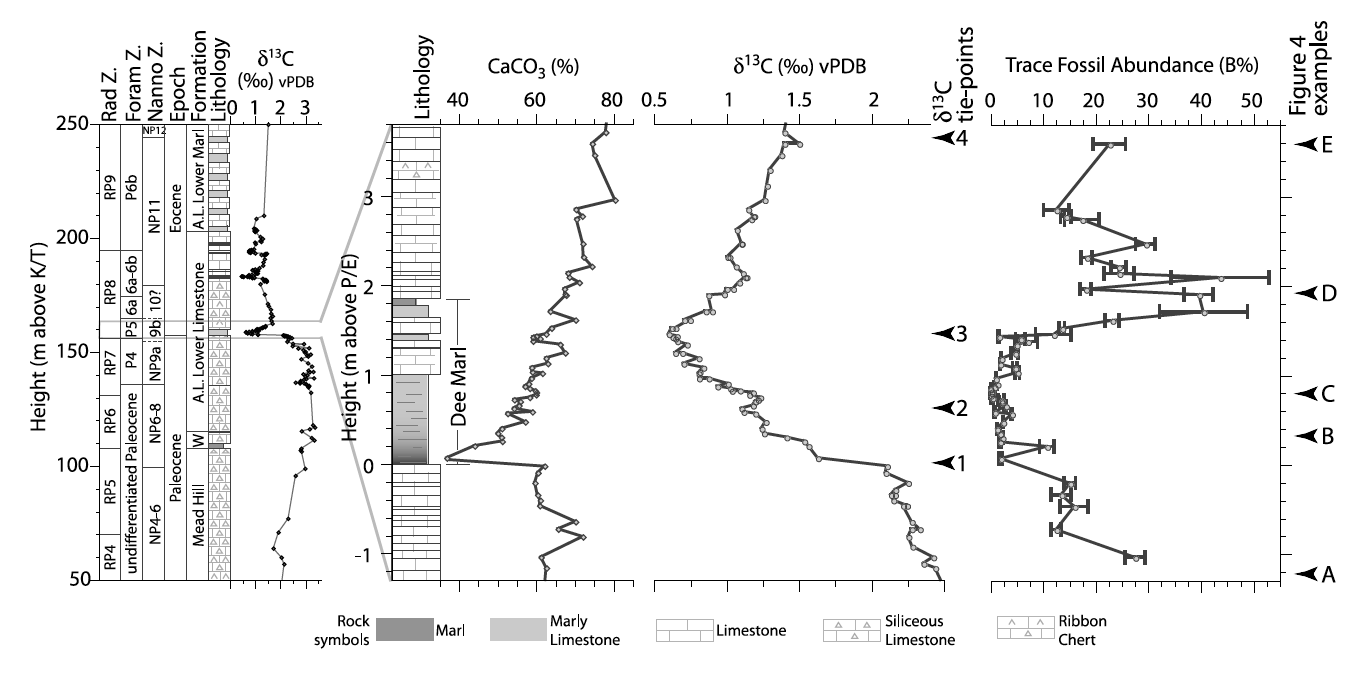 Rad Z.
Foram Z.
Nanno Z.
Epoch
Formation
Lithology
δ13C
(‰) vPDB
0 1 2 3
Height (m above K/T)
250
200
150
100
50
RP9
RP8
RP7
RP6
RP5
RP4
P6b
6a-6b
6a
P5
P4
undifferentiated Paleocene
NP12
NP11
10?
9b
NP9a
NP6-8
NP4-6
Eocene
Paleocene
A.L. Lower Marl
A.L. Lower Limestone
W
Mead Hill
Lithology
CaCO3 (%)
40 60 80
Height (m above P/E)
3
2
1
0
-1
Dee Marl
δ13C (‰) vPDB
0.5 1 1.5 2
δ13C
tie-points
4
3
2
1
Trace Fossil Abundance (B%)
0 10 20 30 40 50
Figure 4
examples
E
D
C
B
A
Rock
symbols
Marl
Marly
Limestone
Limestone
Siliceous
Limestone
Ribbon
Chert